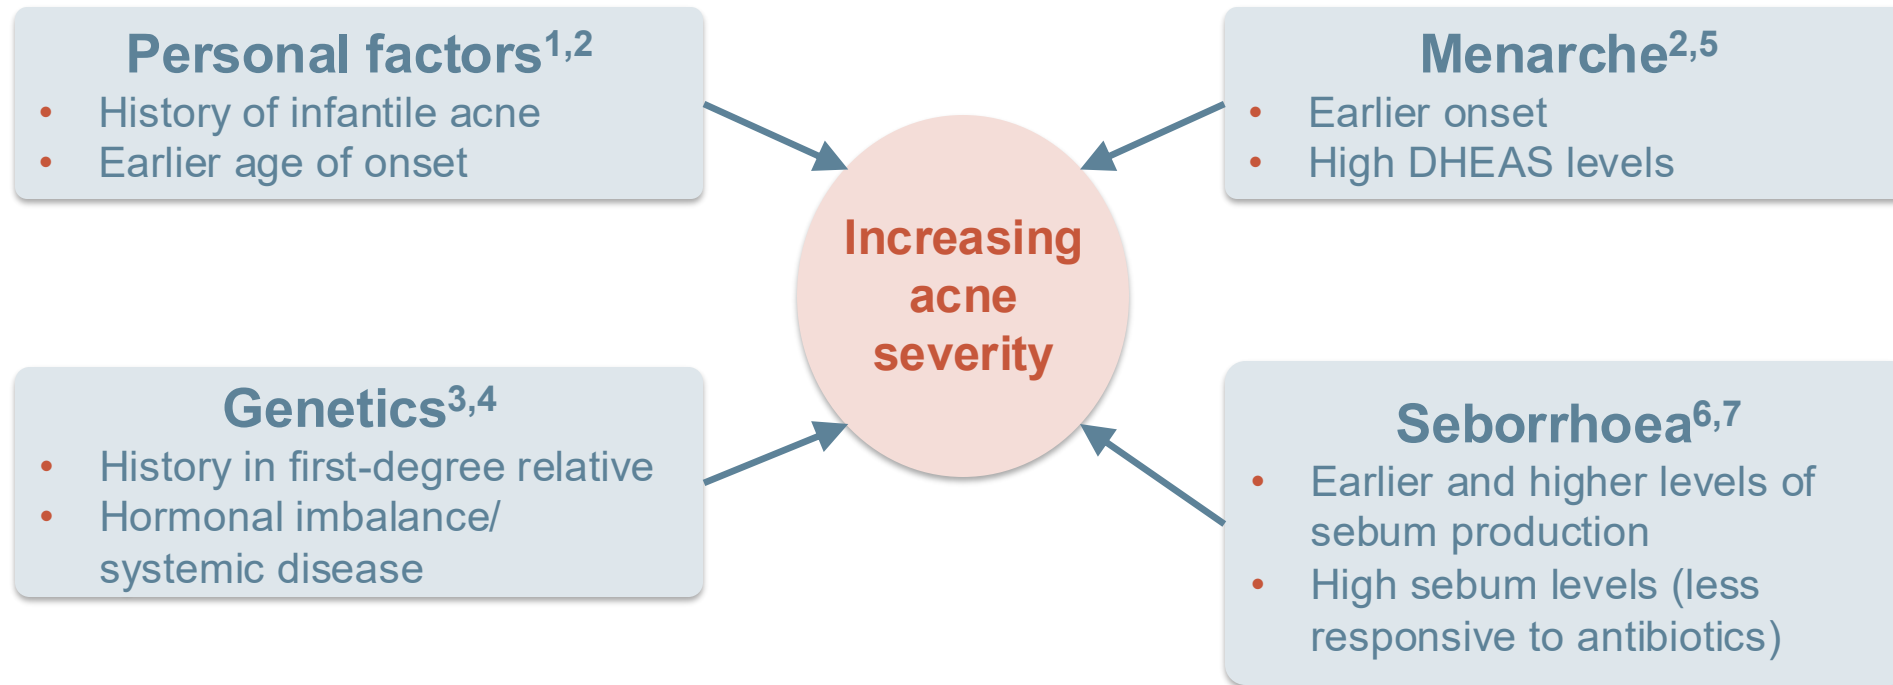 Personal factors1,2
• History of infantile acne
• Earlier age of onset
Menarche2,5
• Earlier onset
• High DHEAS levels
Increasing
acne
severity
Genetics3,4
• History in first-degree relative
• Hormonal imbalance/
systemic disease
Seborrhoea6,7
• Earlier and higher levels of
sebum production
• High sebum levels (less
responsive to antibiotics)